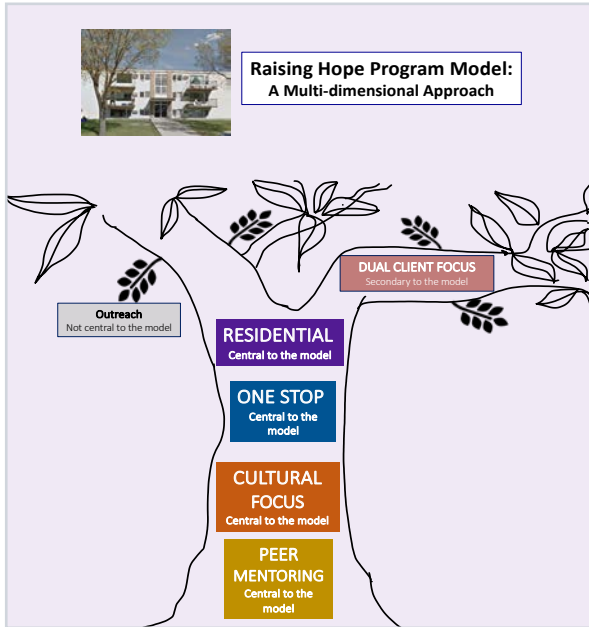 Raising Hope Program Model:
A Multi-dimensional Approach
DUAL CLIENT FOCUS
Secondary to the model
Outreach
Not central to the model
RESIDENTIAL
Central to the model
ONE STOP
Central to the
model
CULTURAL
FOCUS
Central to the model
PEER
MENTORING
Central to the
model